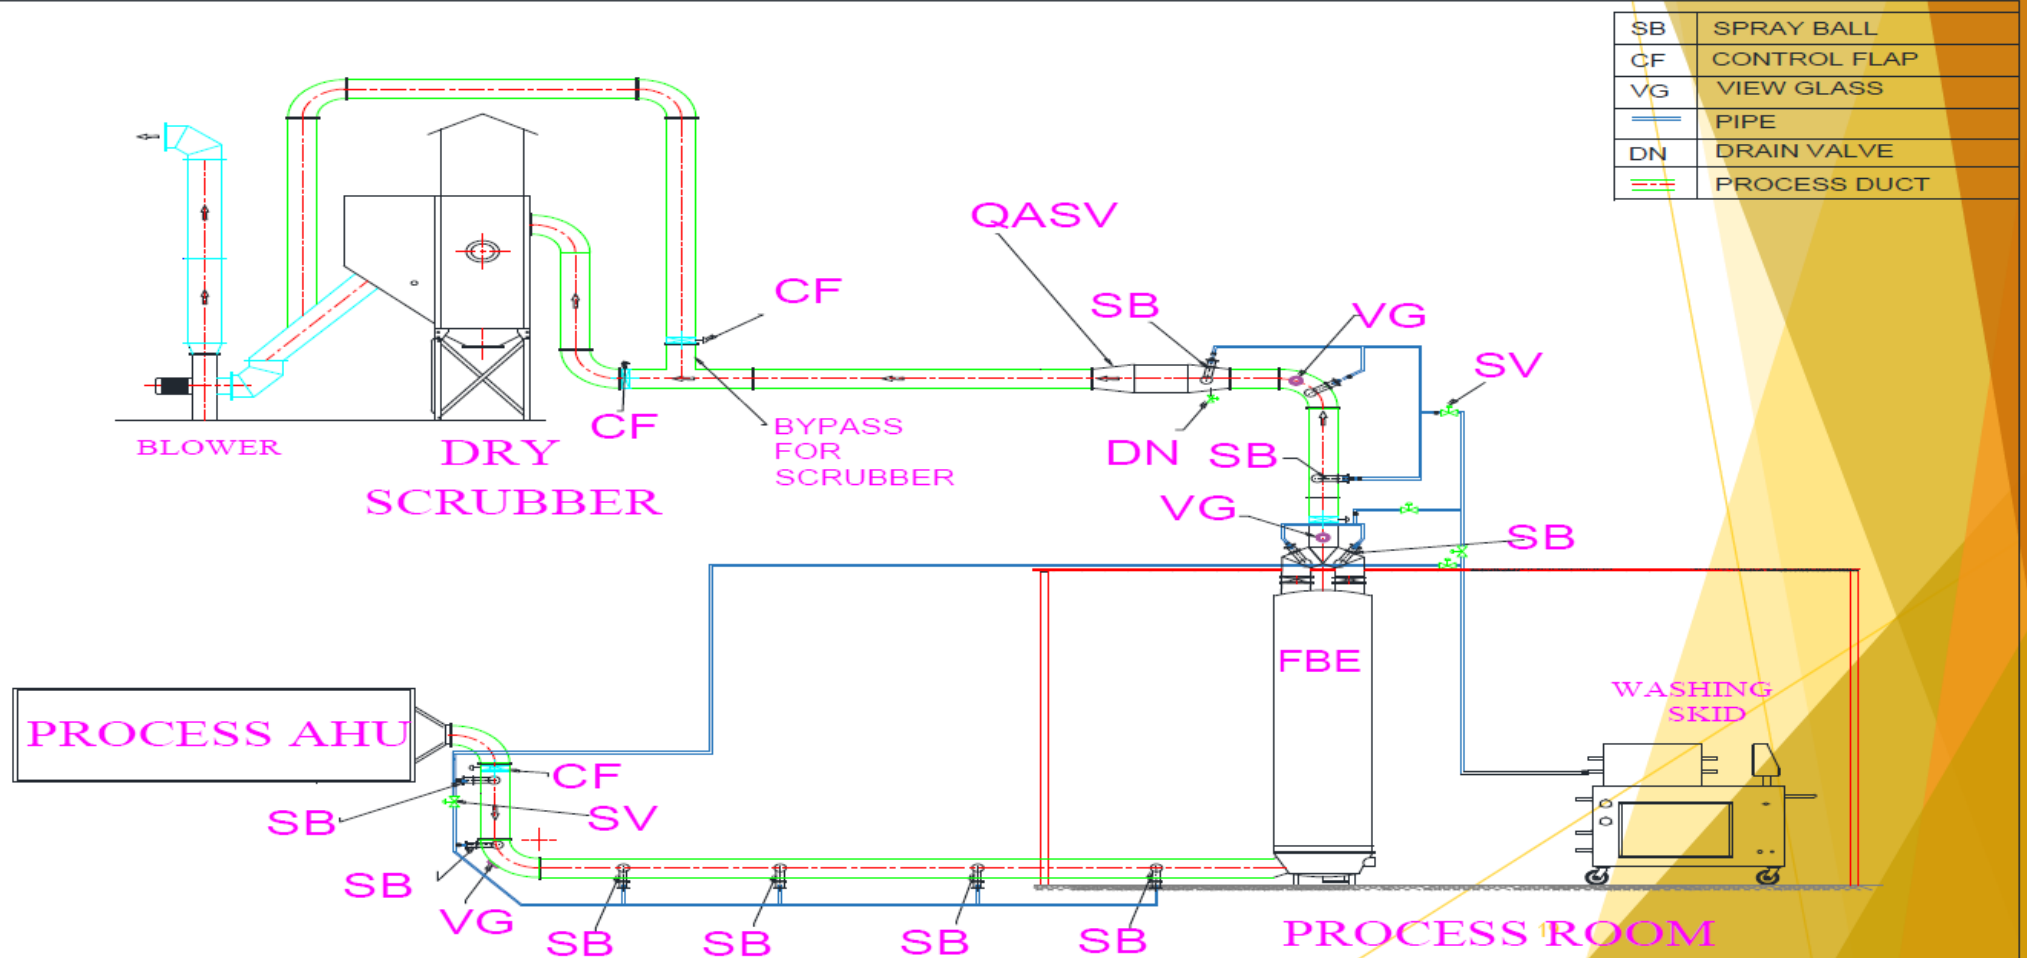 SB SPRAY BALL
CF CONTROL FLAP
VG VIEW GLASS
PIPE
DN DRAIN VALVE
PROCESS DUCT
QASV
CF
SB
VG
SV
CF
BYPASS
FOR
SCRUBBER
BLOWER
DRY
SCRUBBER
DN
SB
VG
SB
FBE
WASHING
SKID
PROCESS AHU
CF
SB
SV
SB
VG
SB
SB
SB
SB
PROCESS ROOM